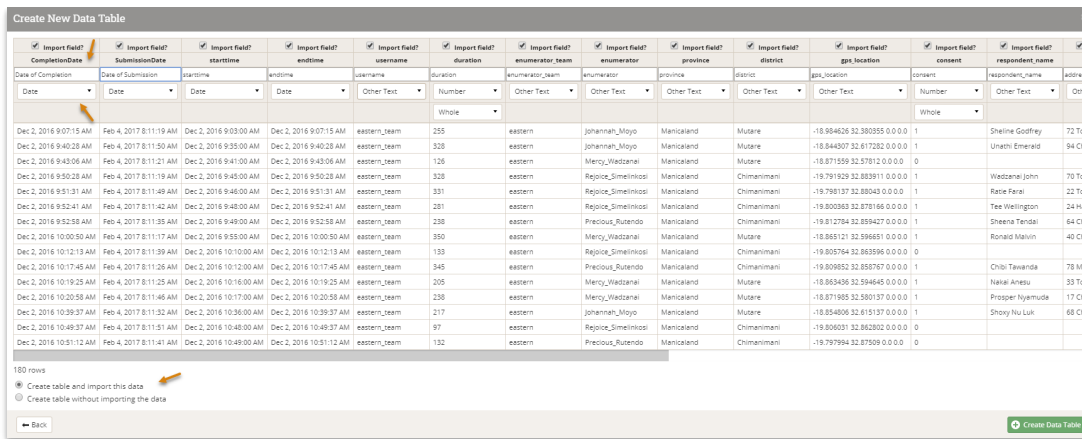 Create New Data Table
Import field? Import field? Import field? Import field? Import field? Import field? Import field? Import field? Import field? Import field? Import field? Import field? Import field?
CompletionDate SubmissionDate starttime endtime username duration enumerator_team enumerator province district gps_location consent respondent_name
Date of Completion Date of Submission starttime endtime username duration enumerator_team enumerator province district gps_location consent respondent_name addre
Date Date Date Date Other Text Number Other Text Other Text Other Text Other Text Other Text Number Other Text Oth
Whole Whole
Dec 2, 2016 9:07:15 AM Feb 4, 2017 8:11:19 AM Dec 2, 2016 9:03:00 AM Dec 2, 2016 9:07:15 AM eastern_team 255 eastern Johannah_Moyo Manicaland Mutare -18.984626 32.380355 0.0 0.0 1 Sheline Godfrey 72 To
Dec 2, 2016 9:40:28 AM Feb 4, 2017 8:11:50 AM Dec 2, 2016 9:35:00 AM Dec 2, 2016 9:40:28 AM eastern_team 328 eastern Johannah_Moyo Manicaland Mutare -18.844307 32.617282 0.0 0.0 1 Unathi Emerald 94 Ch
Dec 2, 2016 9:43:06 AM Feb 4, 2017 8:11:21 AM Dec 2, 2016 9:41:00 AM Dec 2, 2016 9:43:06 AM eastern_team 126 eastern Mercy_Wadzanai Manicaland Mutare -18.871559 32.57812 0.0 0.0 0
Dec 2, 2016 9:50:28 AM Feb 4, 2017 8:11:19 AM Dec 2, 2016 9:45:00 AM Dec 2, 2016 9:50:28 AM eastern_team 328 eastern Rejoice_Simelinkosi Manicaland Chimanimani -19.791929 32.883911 0.0 0.0 1 Wadzanai John 70 To
Dec 2, 2016 9:51:31 AM Feb 4, 2017 8:11:49 AM Dec 2, 2016 9:46:00 AM Dec 2, 2016 9:51:31 AM eastern_team 331 eastern Rejoice_Simelinkosi Manicaland Chimanimani -19.798137 32.88043 0.0 0.0 1 Ratie Farai 22 To
Dec 2, 2016 9:52:41 AM Feb 4, 2017 8:11:42 AM Dec 2, 2016 9:48:00 AM Dec 2, 2016 9:52:41 AM eastern_team 281 eastern Rejoice_Simelinkosi Manicaland Chimanimani -19.800363 32.878166 0.0 0.0 1 Tee Wellington 24 H
Dec 2, 2016 9:52:58 AM Feb 4, 2017 8:11:35 AM Dec 2, 2016 9:49:00 AM Dec 2, 2016 9:52:58 AM eastern_team 238 eastern Precious_Rutendo Manicaland Chimanimani -19.812784 32.859427 0.0 0.0 1 Sheena Tendai 64 Ch
Dec 2, 2016 10:00:50 AM Feb 4, 2017 8:11:17 AM Dec 2, 2016 9:55:00 AM Dec 2, 2016 10:00:50 AM eastern_team 350 eastern Mercy_Wadzanai Manicaland Mutare -18.865121 32.596651 0.0 0.0 1 Ronald Malvin 40 Ch
Dec 2, 2016 10:12:13 AM Feb 4, 2017 8:11:39 AM Dec 2, 2016 10:10:00 AM Dec 2, 2016 10:12:13 AM eastern_team 133 eastern Rejoice_Simelinkosi Manicaland Chimanimani -19.805764 32.863596 0.0 0.0 0
Dec 2, 2016 10:17:45 AM Feb 4, 2017 8:11:26 AM Dec 2, 2016 10:12:00 AM Dec 2, 2016 10:17:45 AM eastern_team 345 eastern Precious_Rutendo Manicaland Chimanimani -19.809852 32.858767 0.0 0.0 1 Chibi Tawanda 78 M
Dec 2, 2016 10:19:25 AM Feb 4, 2017 8:11:25 AM Dec 2, 2016 10:16:00 AM Dec 2, 2016 10:19:25 AM eastern_team 205 eastern Mercy_Wadzanai Manicaland Mutare -18.863436 32.594645 0.0 0.0 1 Nakai Anesu 33 To
Dec 2, 2016 10:20:58 AM Feb 4, 2017 8:11:46 AM Dec 2, 2016 10:17:00 AM Dec 2, 2016 10:20:58 AM eastern_team 238 eastern Mercy_Wadzanai Manicaland Mutare -18.871985 32.580137 0.0 0.0 1 Prosper Nyamuda 17 Ch
Dec 2, 2016 10:39:37 AM Feb 4, 2017 8:11:32 AM Dec 2, 2016 10:36:00 AM Dec 2, 2016 10:39:37 AM eastern_team 217 eastern Johannah_Moyo Manicaland Mutare -18.854806 32.615137 0.0 0.0 1 Shoxy Nu Luk 68 Ch
Dec 2, 2016 10:49:37 AM Feb 4, 2017 8:11:51 AM Dec 2, 2016 10:48:00 AM Dec 2, 2016 10:49:37 AM eastern_team 97 eastern Rejoice_Simelinkosi Manicaland Chimanimani -19.806031 32.862802 0.0 0.0 0
Dec 2, 2016 10:51:12 AM Feb 4, 2017 8:11:41 AM Dec 2, 2016 10:49:00 AM Dec 2, 2016 10:51:12 AM eastern_team 132 eastern Precious_Rutendo Manicaland Chimanimani -19.797994 32.87509 0.0 0.0 0
180 rows
Create table and import this data
Create table without importing the data
Back Create Data Table